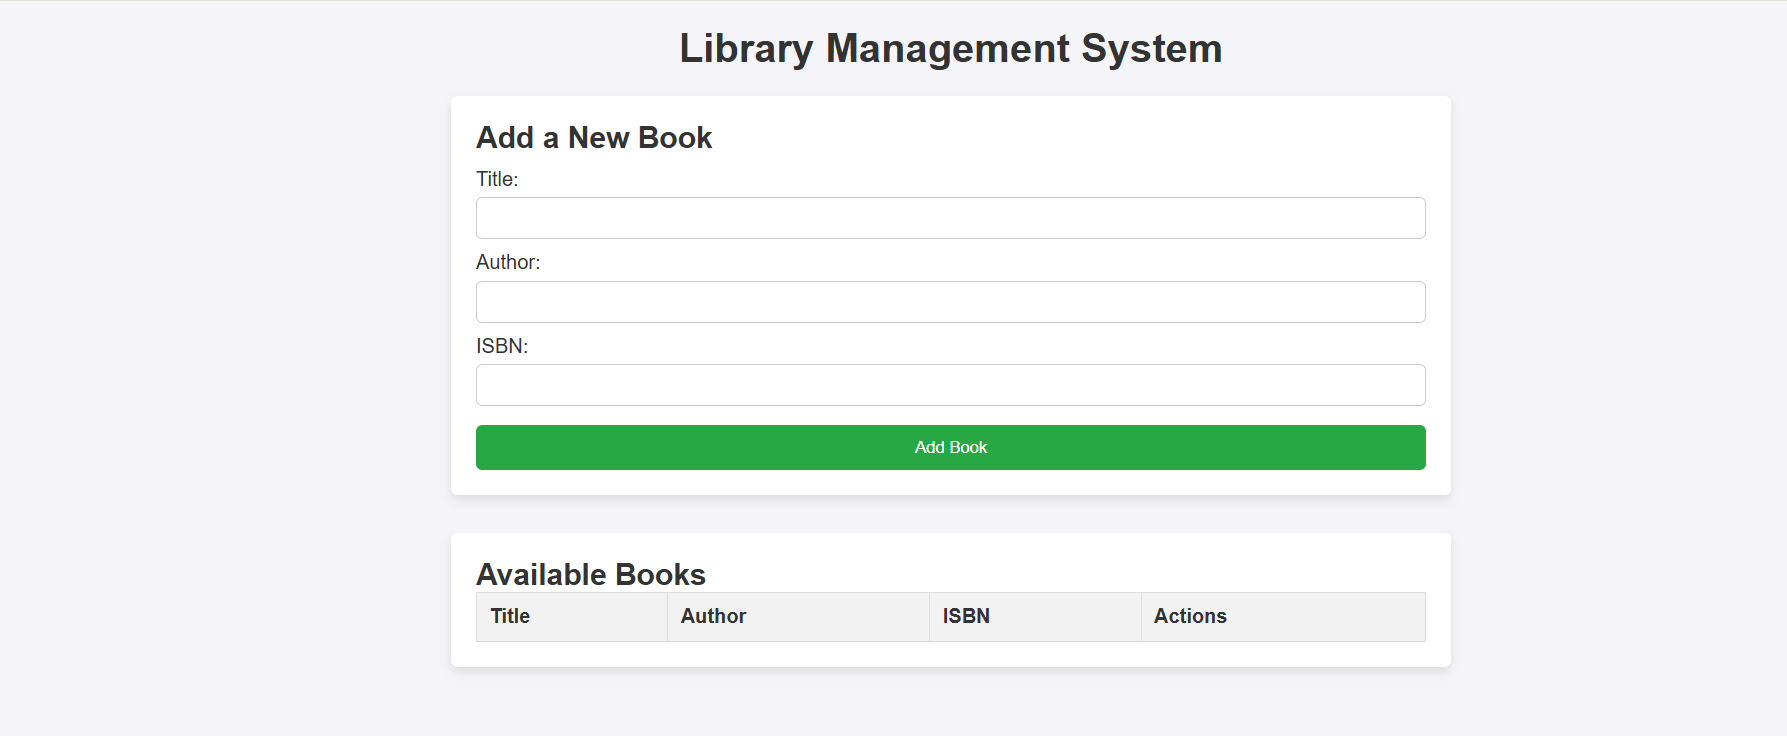 Library Management System
Add a New Book
Title:
Author:
ISBN:
Add Book
Available Books
Title Author ISBN Actions